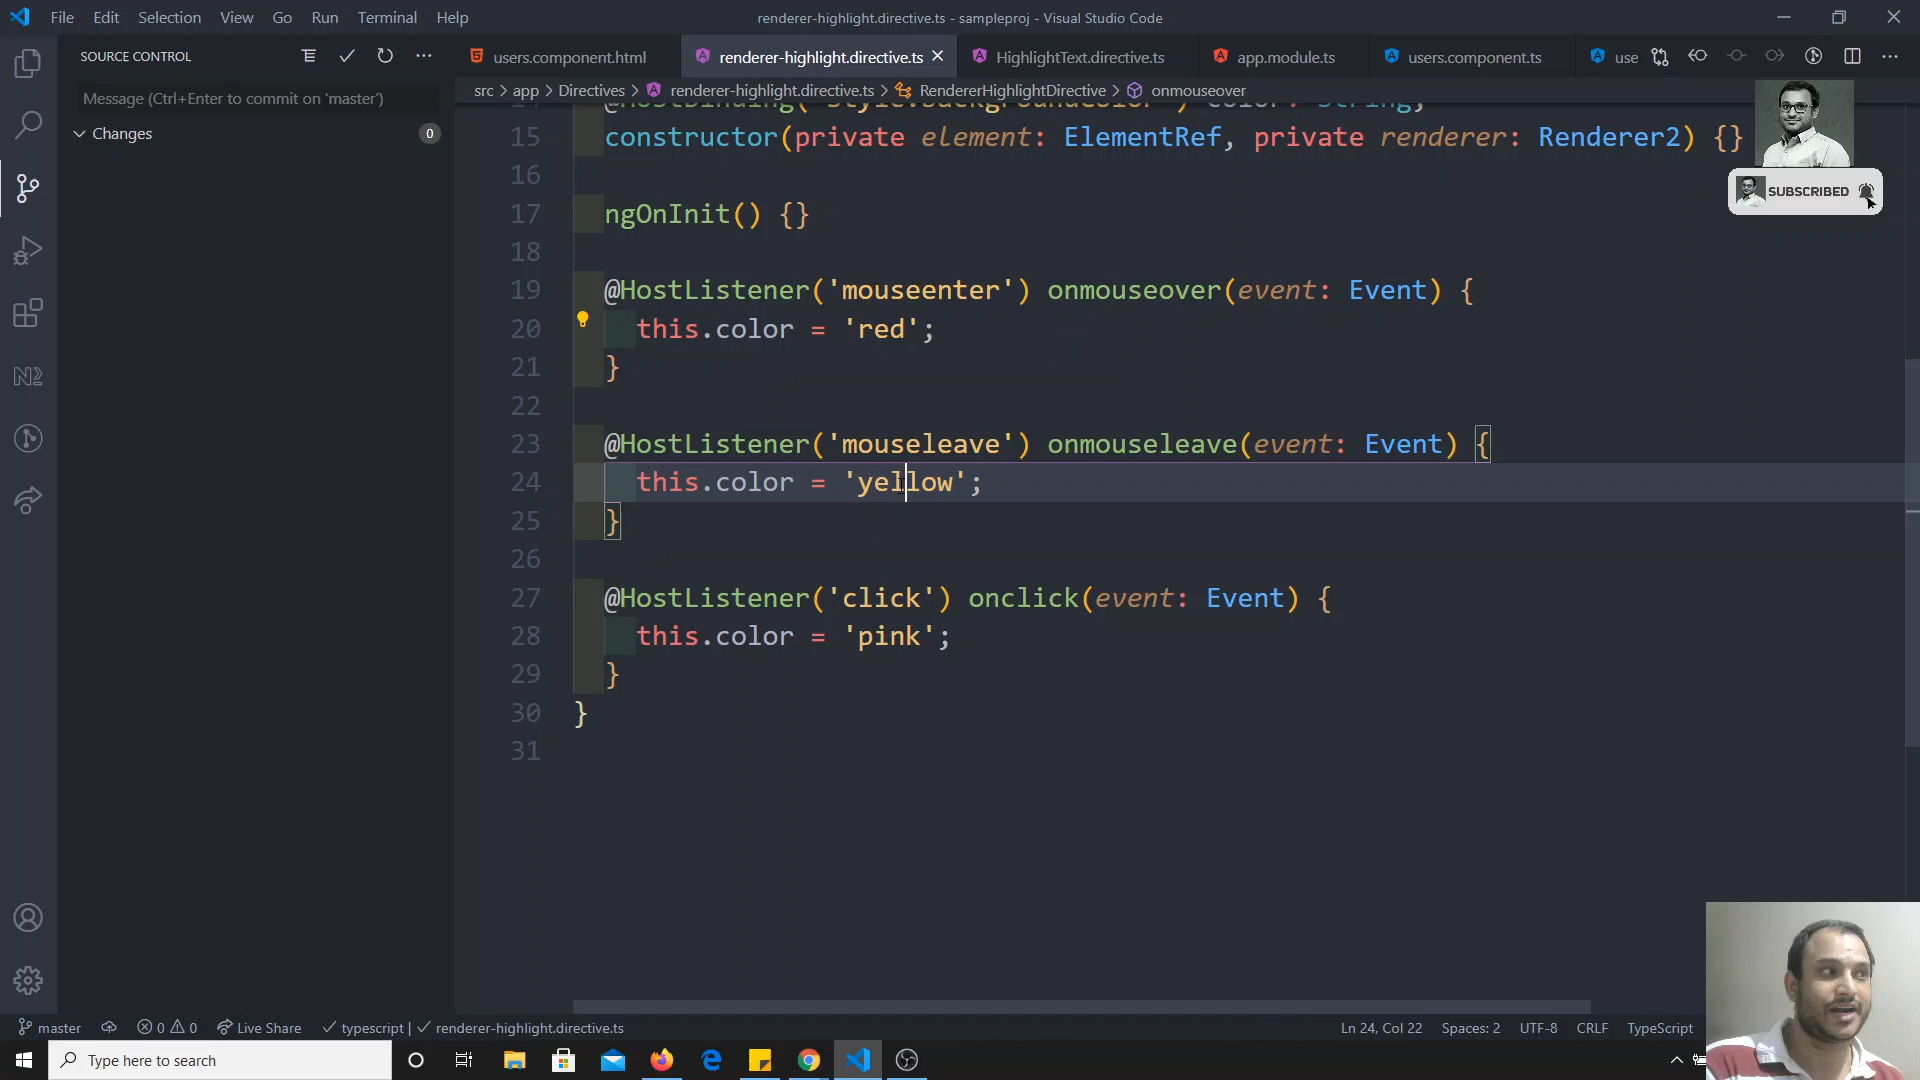 File Edit Selection View Go Run Terminal Help
renderer-highlight.directive.ts - sampleproj - Visual Studio Code
SOURCE CONTROL
users.component.html
renderer-highlight.directive.ts
HighlightText.directive.ts
app.module.ts
users.component.ts
use
src > app > Directives > renderer-highlight.directive.ts > RendererHighlightDirective > onmouseover
Message (Ctrl+Enter to commit on 'master')
Changes
0
15 constructor(private element: ElementRef, private renderer: Renderer2) {}
16
17 ngOnInit() {}
18
19 @HostListener('mouseenter') onmouseover(event: Event) {
20 this.color = 'red';
21 }
22
23 @HostListener('mouseleave') onmouseleave(event: Event) {
24 this.color = 'yellow';
25 }
26
27 @HostListener('click') onclick(event: Event) {
28 this.color = 'pink';
29 }
30 }
31
SUBSCRIBED
master
0 0
Live Share
typescript | renderer-highlight.directive.ts
Ln 24, Col 22 Spaces: 2 UTF-8 CRLF TypeScript
Type here to search